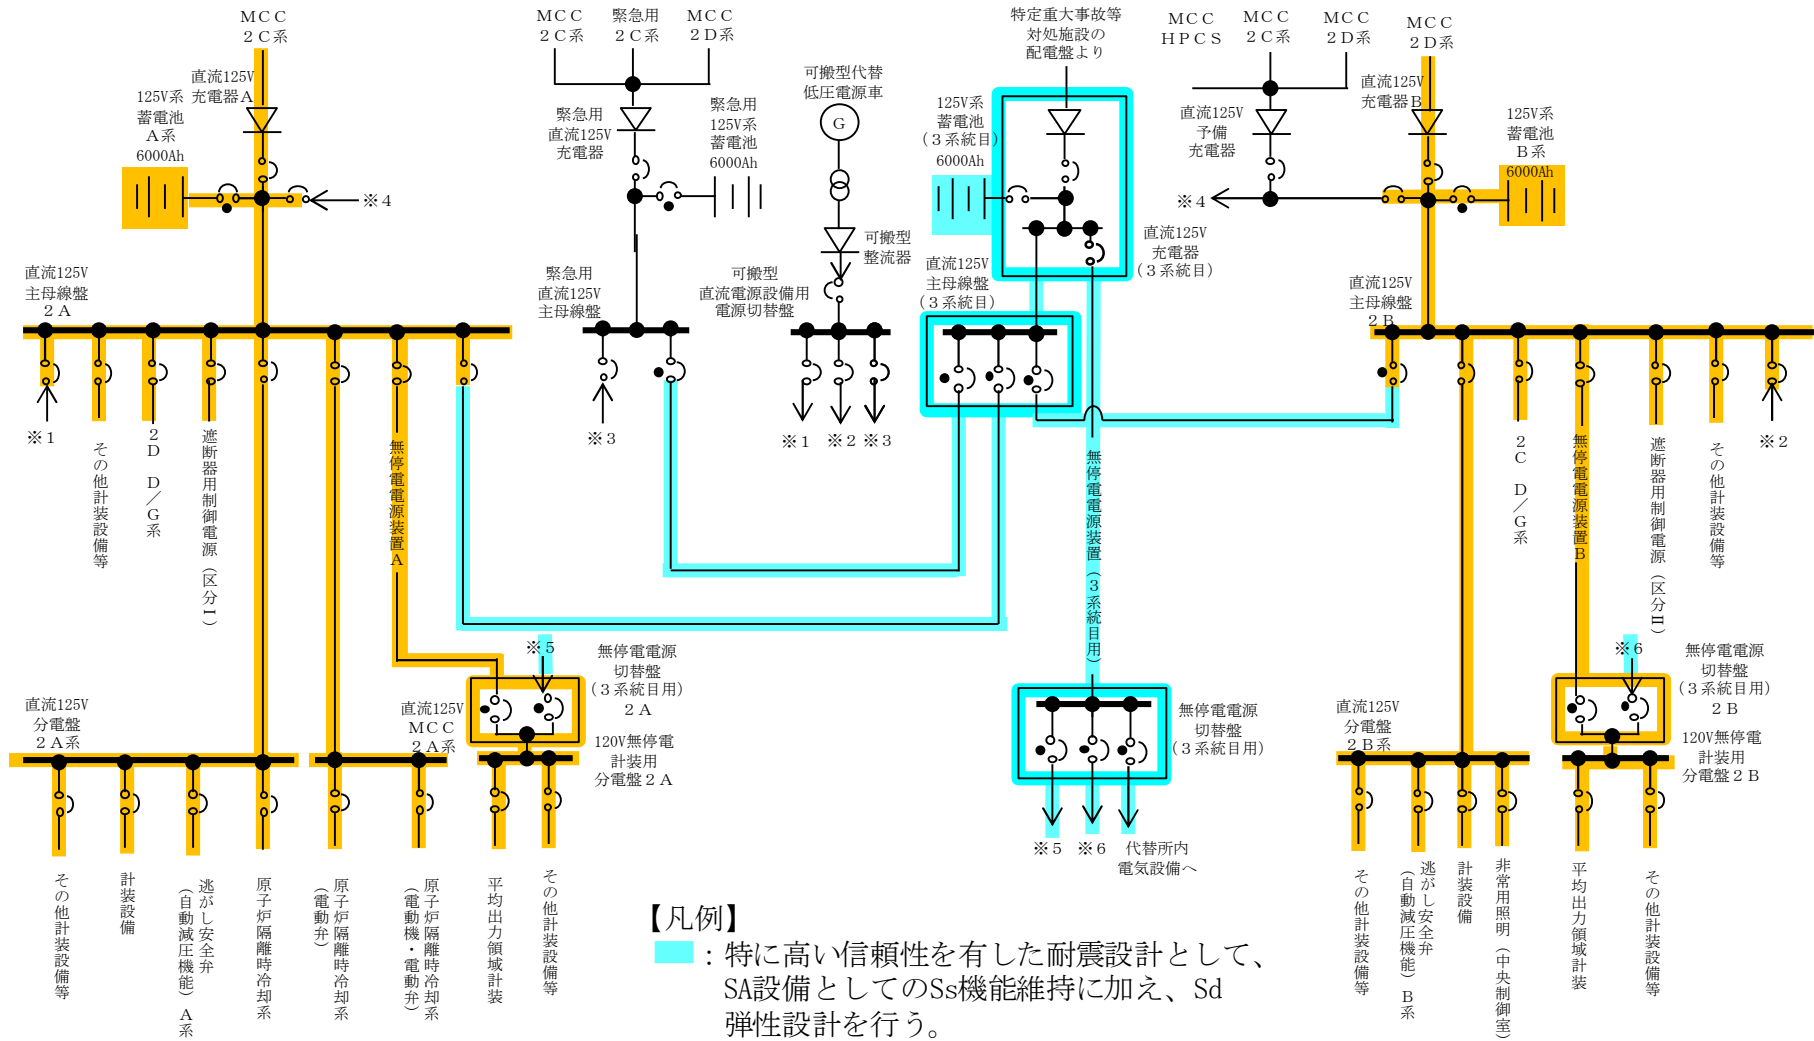 MCC
2C系
直流125V
充電器A
125V系
蓄電池
A系
6000Ah
※4
直流125V
主母線盤
2A
※1
その他計装設備等
2D D/G系
遮断器用制御電源(区分I)
無停電電源装置A
MCC
2C系
緊急用
2C系
MCC
2D系
緊急用
直流125V
充電器
緊急用
125V系
蓄電池
6000Ah
緊急用
直流125V
主母線盤
※3
可搬型代替
低圧電源車
G
可搬型
整流器
可搬型
直流電源設備用
電源切替盤
※1
※2
※3
特定重大事故等
対処施設の
配電盤より
125V系
蓄電池
(3系統目)
6000Ah
直流125V
充電器
(3系統目)
直流125V
主母線盤
(3系統目)
無停電電源装置(3系統目用)
MCC
HPCS
MCC
2C系
MCC
2D系
直流125V
予備
充電器
※4
MCC
2D系
直流125V
充電器B
125V系
蓄電池
B系
6000Ah
直流125V
主母線盤
2B
2C D/G系
無停電電源装置B
遮断器用制御電源(区分II)
その他計装設備等
※2
※5
無停電電源
切替盤
(3系統目用)
2A
直流125V
分電盤
2A系
直流125V
MCC
2A系
120V無停電
計装用
分電盤2A
その他計装設備等
計装設備
逃がし安全弁
(自動減圧機能)A系
原子炉隔離時冷却系
原子炉隔離時冷却系
(電動弁)
原子炉隔離時冷却系
(電動機・電動弁)
平均出力領域計装
その他計装設備等
無停電電源
切替盤
(3系統目用)
※5
※6
代替所内
電気設備へ
※6
無停電電源
切替盤
(3系統目用)
2B
直流125V
分電盤
2B系
120V無停電
計装用
分電盤2B
その他計装設備等
逃がし安全弁
(自動減圧機能)B系
計装設備
非常用照明(中央制御室)
平均出力領域計装
その他計装設備等
【凡例】
:特に高い信頼性を有した耐震設計として、
SA設備としてのSs機能維持に加え、Sd
弾性設計を行う。